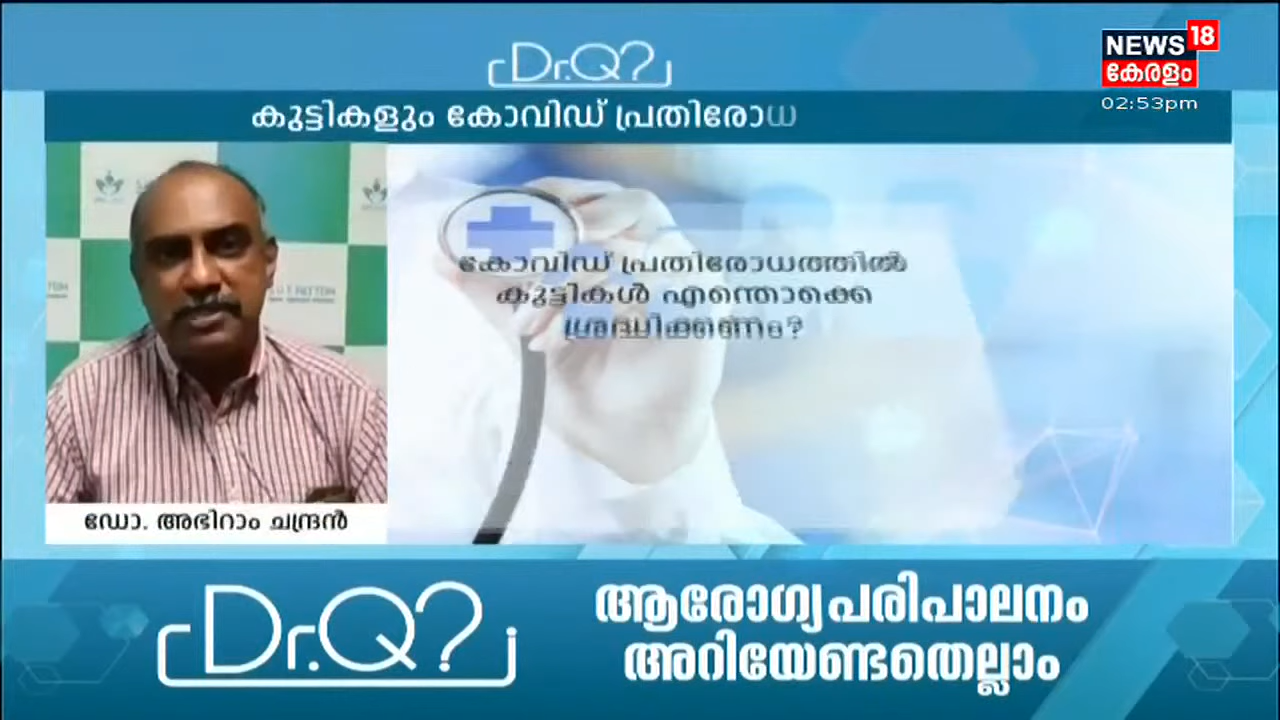 Dr.Q?
NEWS 18
കേരളം
02:53pm
കുട്ടികളും കോവിഡ് പ്രതിരോധ
കോവിഡ് പ്രതിരോധത്തിൽ
കുട്ടികൾ എന്തൊക്കെ
ശ്രദ്ധിക്കണം?
ഡോ. അഭിറാം ചന്ദ്രൻ
Dr.Q?
ആരോഗ്യപരിപാലനം
അറിയേണ്ടതെല്ലാം